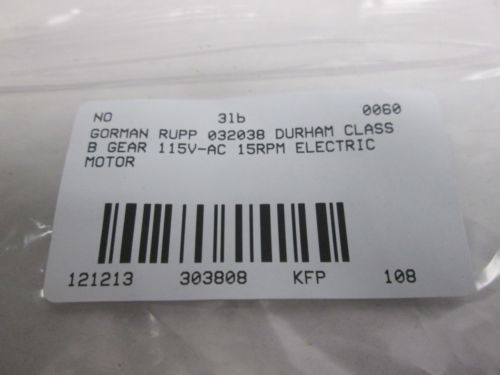 NO 31b 0060
GORMAN RUPP 032038 DURHAM CLASS
B GEAR 115V-AC 15RPM ELECTRIC
MOTOR
121213 303808 KFP 108